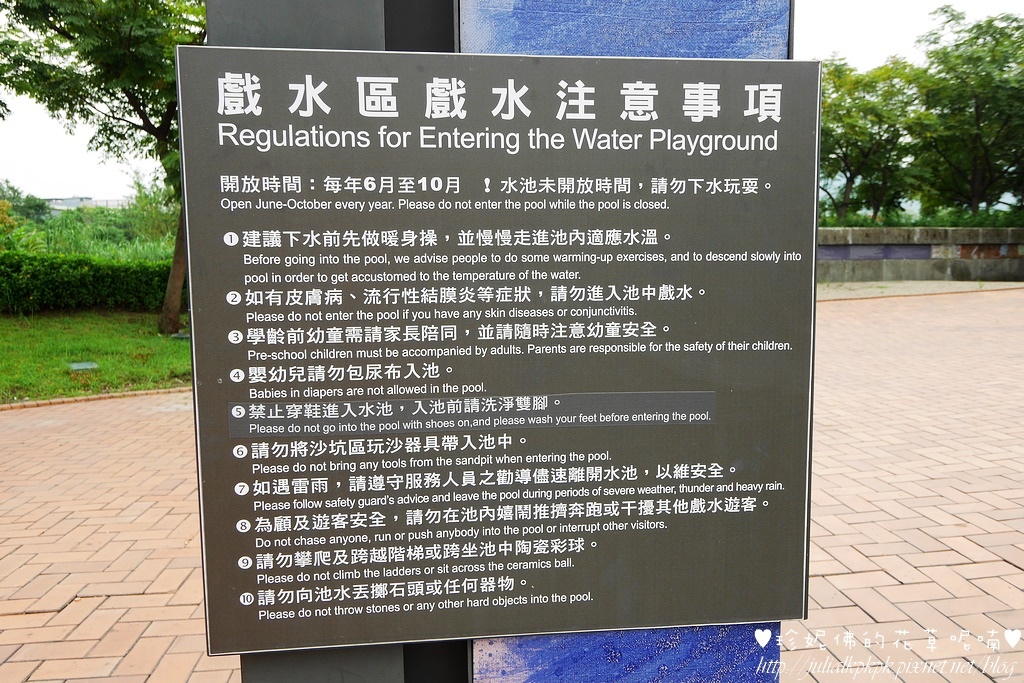 戲水區戲水注意事項
Regulations for Entering the Water Playground
開放時間：每年6月至10月 ！水池未開放時間，請勿下水玩耍。
Open June-October every year. Please do not enter the pool while the pool is closed.
❶建議下水前先做暖身操，並慢慢走進池內適應水溫。
Before going into the pool, we advise people to do some warming-up exercises, and to descend slowly into
pool in order to get accustomed to the temperature of the water.
❷如有皮膚病、流行性結膜炎等症狀，請勿進入池中戲水。
Please do not enter the pool if you have any skin diseases or conjunctivitis.
❸學齡前幼童需請家長陪同，並請隨時注意幼童安全。
Pre-school children must be accompanied by adults. Parents are responsible for the safety of their children.
❹嬰幼兒請勿包尿布入池。
Babies in diapers are not allowed in the pool.
❺禁止穿鞋進入水池，入池前請洗淨雙腳。
Please do not go into the pool with shoes on,and please wash your feet before entering the pool.
❻請勿將沙坑區玩沙器具帶入池中。
Please do not bring any tools from the sandpit when entering the pool.
❼如遇雷雨，請遵守服務人員之勸導儘速離開水池，以維安全。
Please follow safety guard's advice and leave the pool during periods of severe weather, thunder and heavy rain.
❽為顧及遊客安全，請勿在池內嬉鬧推擠奔跑或干擾其他戲水遊客。
Do not chase anyone, run or push anybody into the pool or interrupt other visitors.
❾請勿攀爬及跨越階梯或跨坐池中陶瓷彩球。
Please do not climb the ladders or sit across the ceramics ball.
❿請勿向池水丟擲石頭或任何器物。
Please do not throw stones or any other hard objects into the pool.
♥珍妮佛的花草呢喃♥
http://juliatkpkpk.pixnet.net/blog